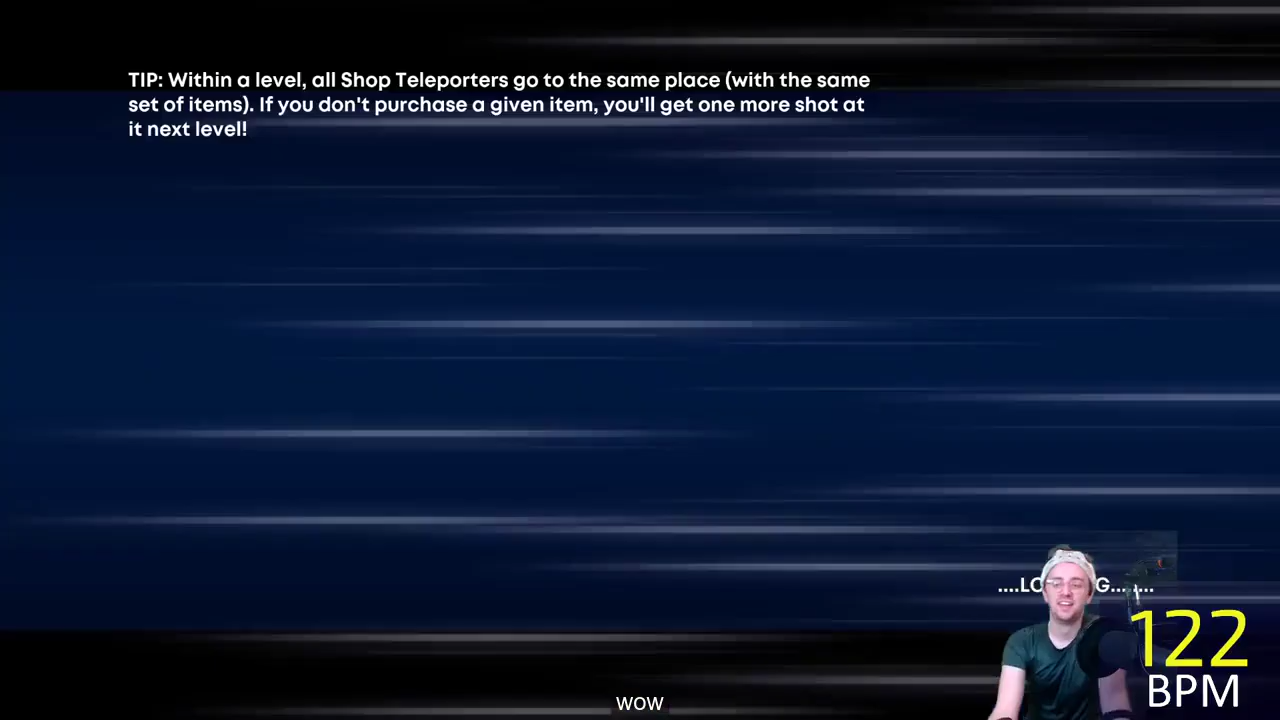 TIP: Within a level, all Shop Teleporters go to the same place (with the same
set of items). If you don't purchase a given item, you'll get one more shot at
it next level!
122
BPM
wow